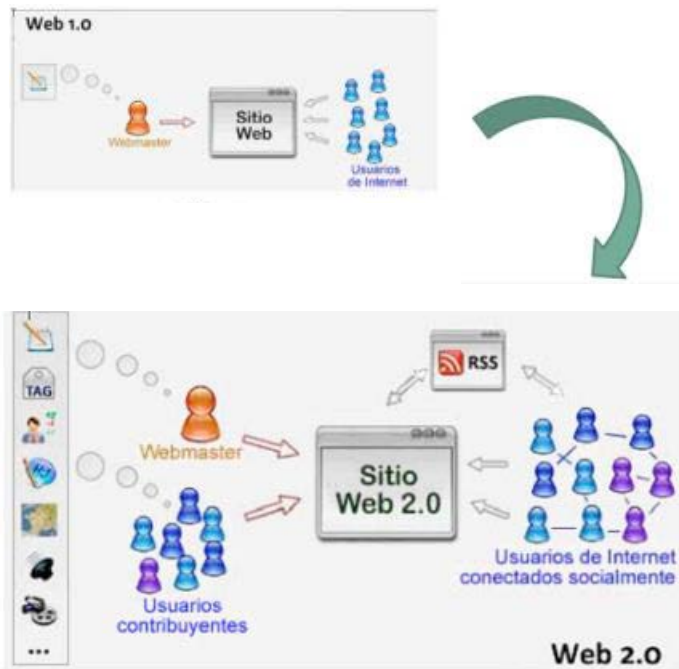 Web 1.0
Sitio
Web
Webmaster
Usuarios
de Internet
RSS
TAG
Webmaster
Sitio
Web 2.0
Usuarios
contribuyentes
Usuarios de Internet
conectados socialmente
...
Web 2.0